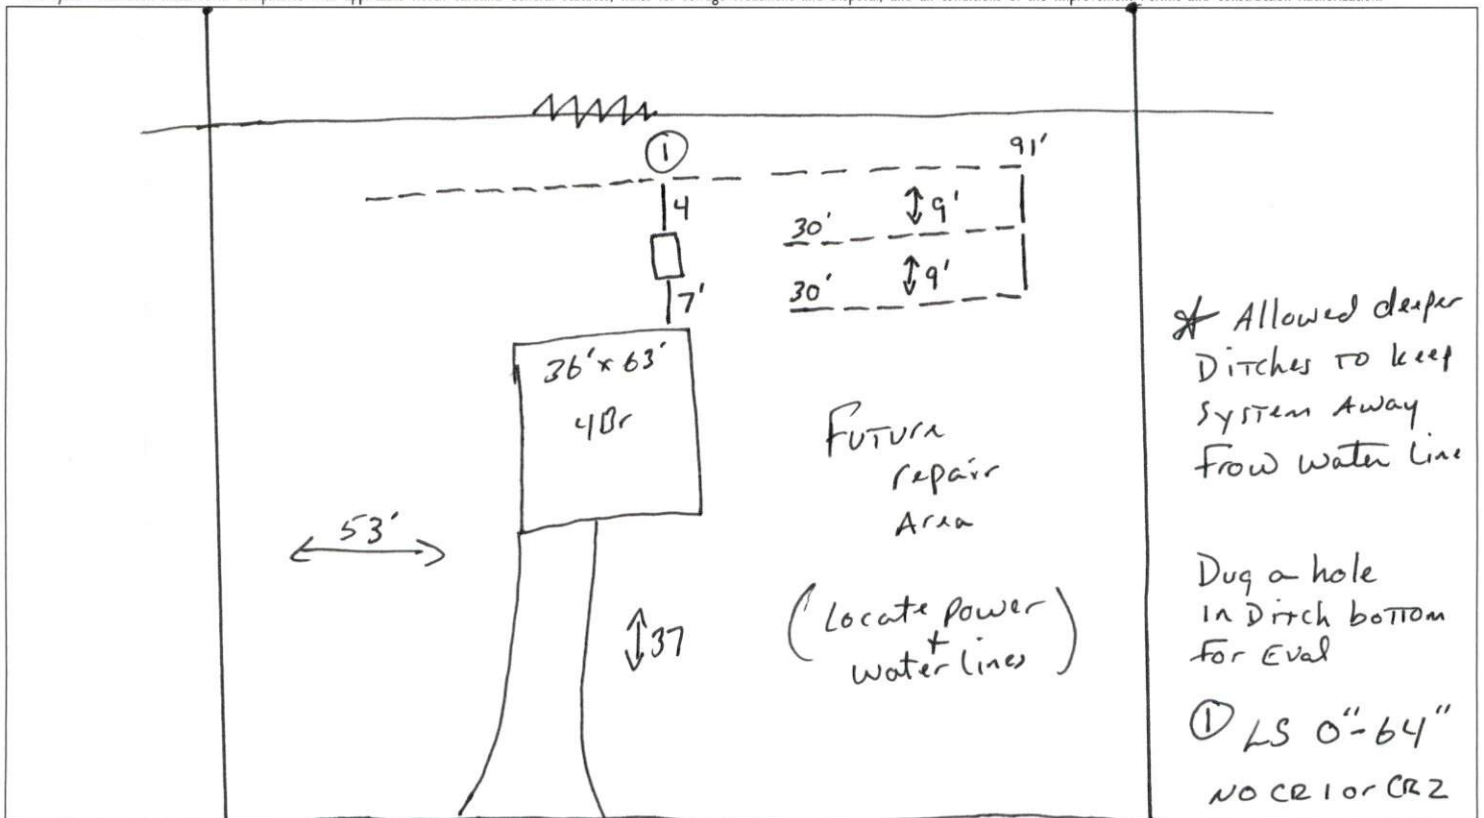 ①
91'
4
9'
30'
9'
30'
7'
36' x 63'
4Br
Future
repair
Area
53'
37
(Locate power
+
water lines)
* Allowed deeper
Ditches to keep
System Away
From water Line
Dug a hole
In Ditch bottom
For Eval
① LS 0"-64"
NO CR1 or CR2